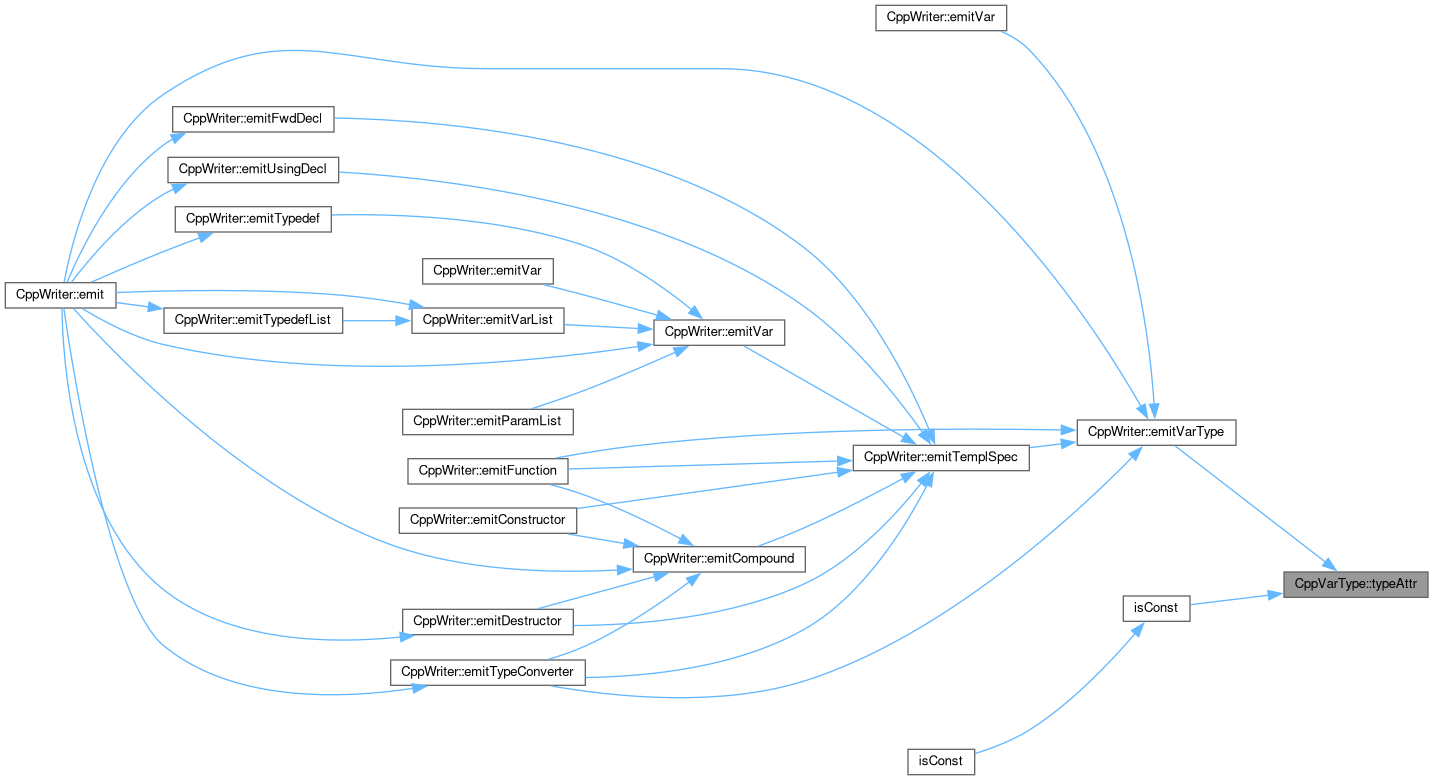 CppWriter::emitVar
CppWriter::emitFwdDecl
CppWriter::emitUsingDecl
CppWriter::emitTypedef
CppWriter::emitVar
CppWriter::emit
CppWriter::emitTypedefList
CppWriter::emitVarList
CppWriter::emitVar
CppWriter::emitParamList
CppWriter::emitVarType
CppWriter::emitTemplSpec
CppWriter::emitFunction
CppWriter::emitConstructor
CppWriter::emitCompound
CppVarType::typeAttr
isConst
CppWriter::emitDestructor
CppWriter::emitTypeConverter
isConst